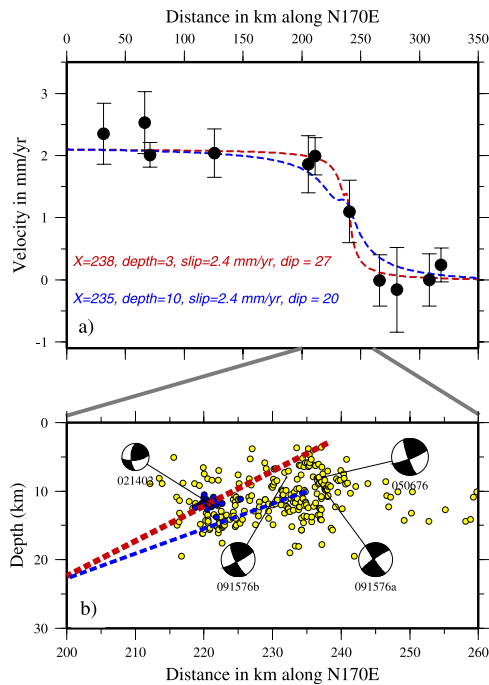 Distance in km along N170E
0 50 100 150 200 250 300 350
3
2
1
0
-1
Velocity in mm/yr
X=238, depth=3, slip=2.4 mm/yr, dip = 27
X=235, depth=10, slip=2.4 mm/yr, dip = 20
a)
0
10
20
30
Depth (km)
021402
050676
091576b
091576a
b)
200 210 220 230 240 250 260
Distance in km along N170E